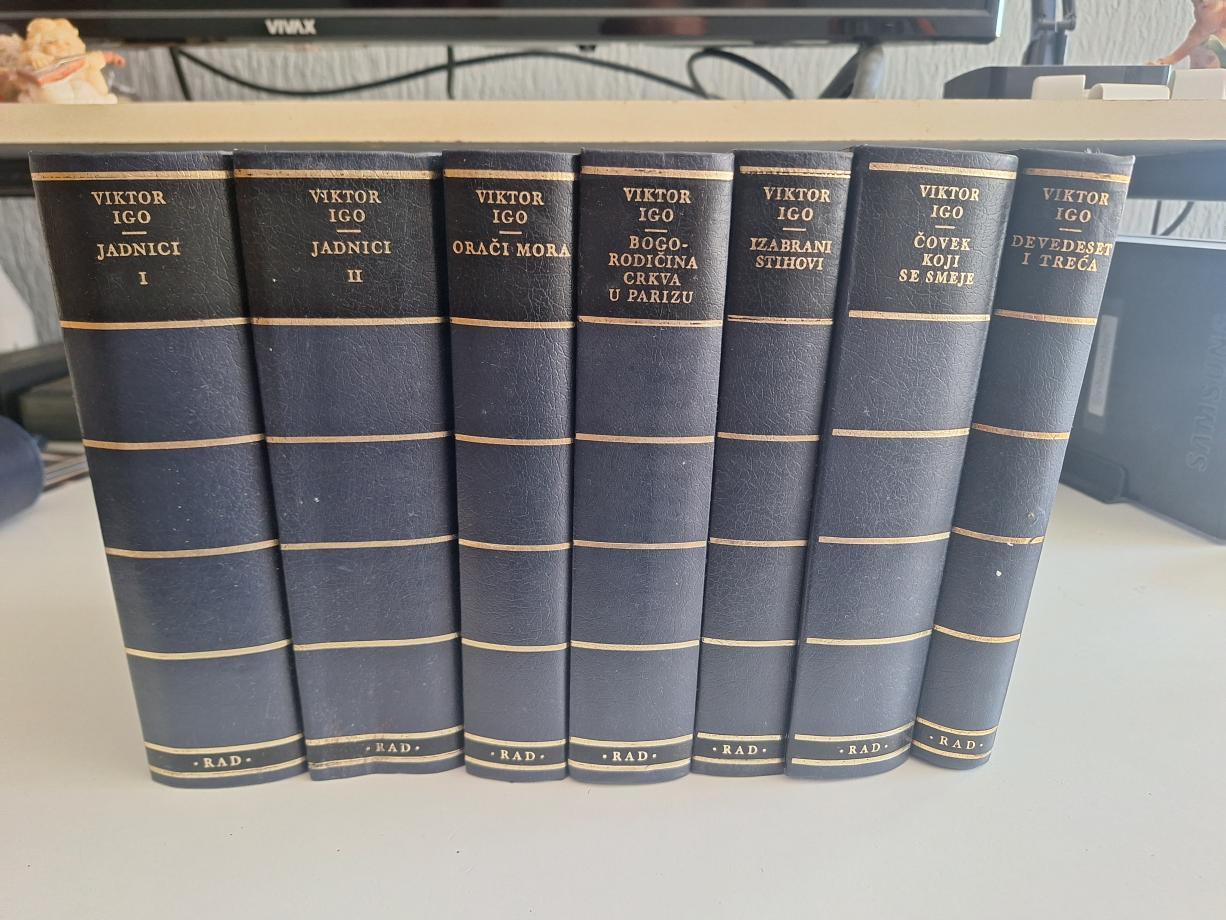 VIVAX
VIKTOR
IGO
JADNICI
I
· RAD ·
VIKTOR
IGO
JADNICI
II
· RAD ·
VIKTOR
IGO
ORAČI MORA
· RAD ·
VIKTOR
IGO
BOGO-
RODIČINA
CRKVA
U PARIZU
· RAD ·
VIKTOR
IGO
IZABRANI
STIHOVI
· RAD ·
VIKTOR
IGO
ČOVEK
KOJI
SE SMEJE
· RAD ·
VIKTOR
IGO
DEVEDESET
I TREĆA
· RAD ·
SAMSUNG